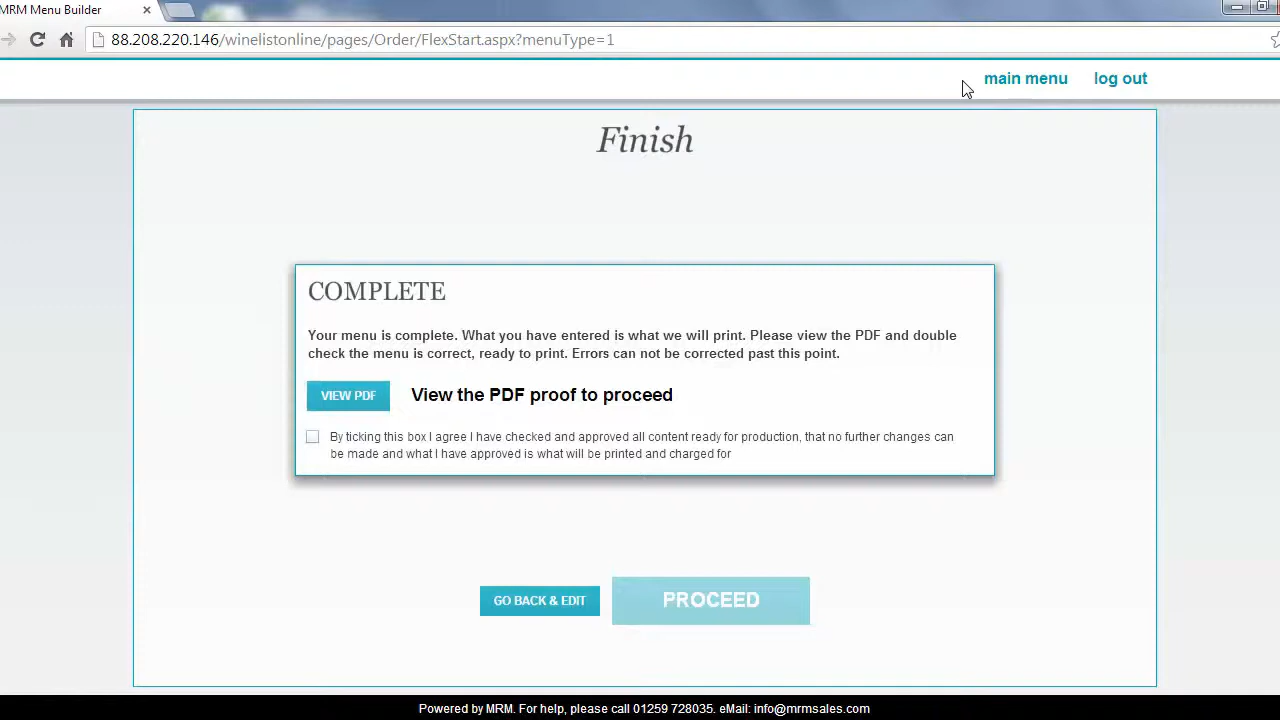 MRM Menu Builder
88.208.220.146/winelistonline/pages/Order/FlexStart.aspx?menuType=1
main menu log out
Finish
COMPLETE
Your menu is complete. What you have entered is what we will print. Please view the PDF and double
check the menu is correct, ready to print. Errors can not be corrected past this point.
VIEW PDF View the PDF proof to proceed
By ticking this box I agree I have checked and approved all content ready for production, that no further changes can
be made and what I have approved is what will be printed and charged for
GO BACK & EDIT PROCEED
Powered by MRM. For help, please call 01259 728035. eMail: info@mrmsales.com